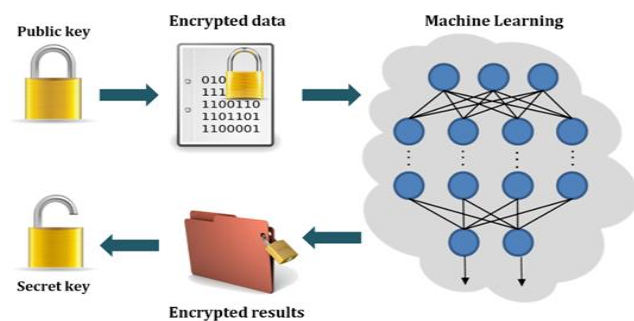 Public key
Encrypted data
Machine Learning
010
111
1100110
1101101
1100001
Secret key
Encrypted results